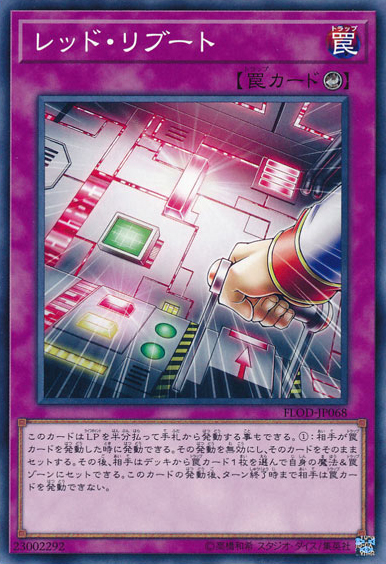 レッド・リブート
トラップ
罠
【罠カード】
FLOD-JP068
このカードはLPを半分払って手札から発動する事もできる。①：相手が罠
カードを発動した時に発動できる。その発動を無効にし、そのカードをそのまま
セットする。その後、相手はデッキから罠カード１枚を選んで自身の魔法＆罠
ゾーンにセットできる。このカードの発動後、ターン終了時まで相手は罠カー
ドを発動できない。
23002292
©高橋和希 スタジオ・ダイス/集英社